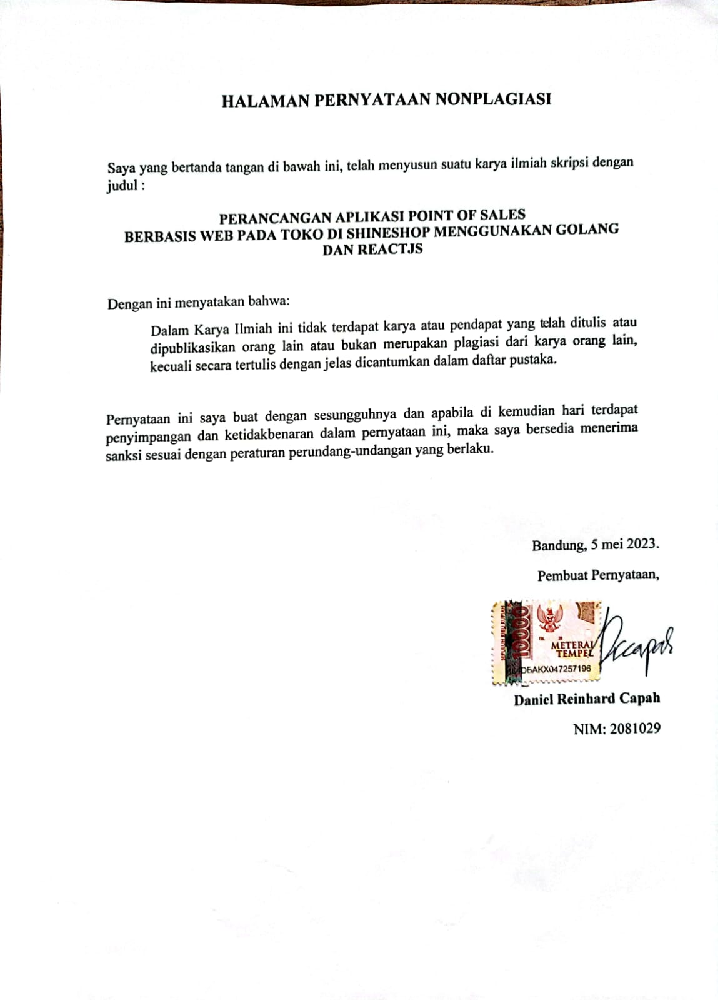 HALAMAN PERNYATAAN NONPLAGIASI
Saya yang bertanda tangan di bawah ini, telah menyusun suatu karya ilmiah skripsi dengan
judul :
PERANCANGAN APLIKASI POINT OF SALES
BERBASIS WEB PADA TOKO DI SHINESHOP MENGGUNAKAN GOLANG
DAN REACTJS
Dengan ini menyatakan bahwa:
Dalam Karya Ilmiah ini tidak terdapat karya atau pendapat yang telah ditulis atau
dipublikasikan orang lain atau bukan merupakan plagiasi dari karya orang lain,
kecuali secara tertulis dengan jelas dicantumkan dalam daftar pustaka.
Pernyataan ini saya buat dengan sesungguhnya dan apabila di kemudian hari terdapat
penyimpangan dan ketidakbenaran dalam pernyataan ini, maka saya bersedia menerima
sanksi sesuai dengan peraturan perundang-undangan yang berlaku.
Bandung, 5 mei 2023.
Pembuat Pernyataan,
SEPULUH RIBU RUPIAH
10000
METERAI
TEMPEL
AKX047257196
Daniel Reinhard Capah
NIM: 2081029